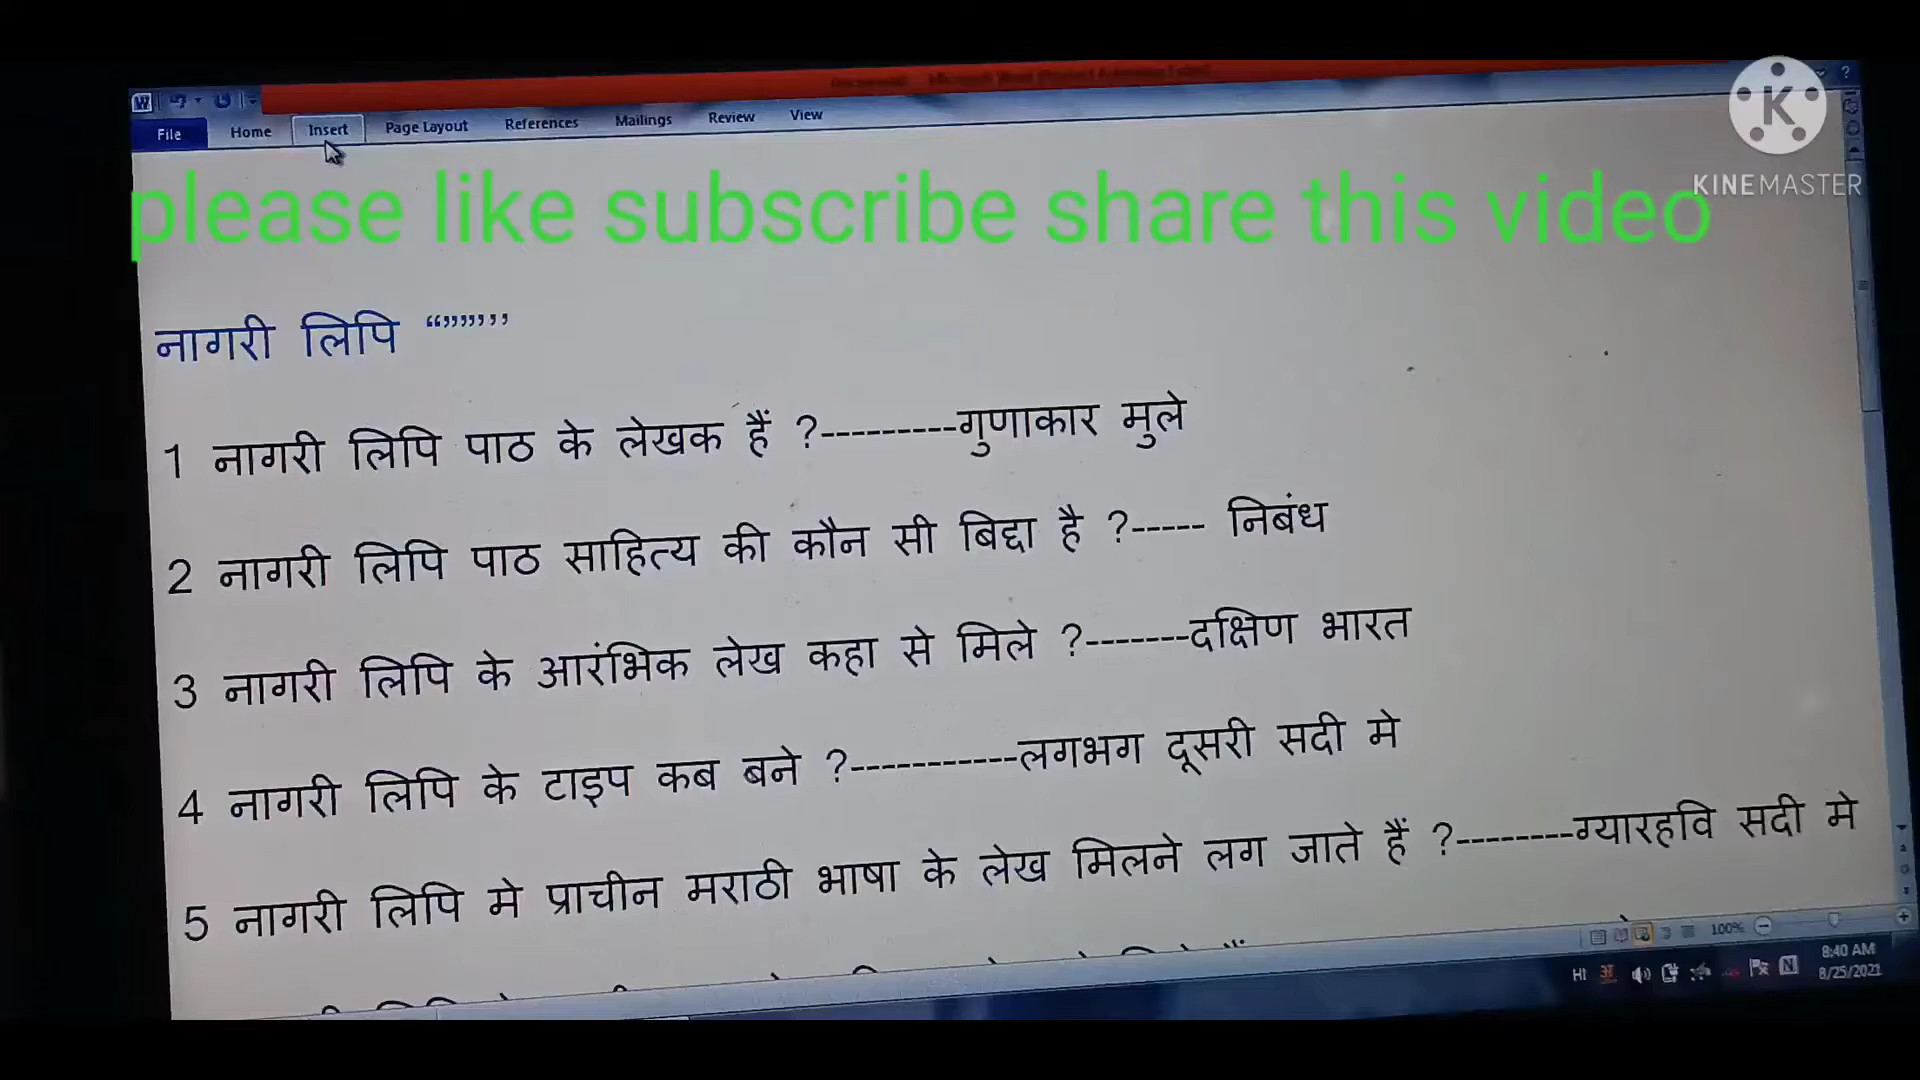 File Home Insert Page Layout References Mailings Review View
KINEMASTER
please like subscribe share this video
नागरी लिपि “”””””’
1 नागरी लिपि पाठ के लेखक हैं ?---------गुणाकार मुले
2 नागरी लिपि पाठ साहित्य की कौन सी बिद्दा है ?----- निबंध
3 नागरी लिपि के आरंभिक लेख कहा से मिले ?-------दक्षिण भारत
4 नागरी लिपि के टाइप कब बने ?-----------लगभग दूसरी सदी मे
5 नागरी लिपि मे प्राचीन मराठी भाषा के लेख मिलने लग जाते हैं ?--------ग्यारहवि सदी मे
100%
HI
8:40 AM
8/25/2021